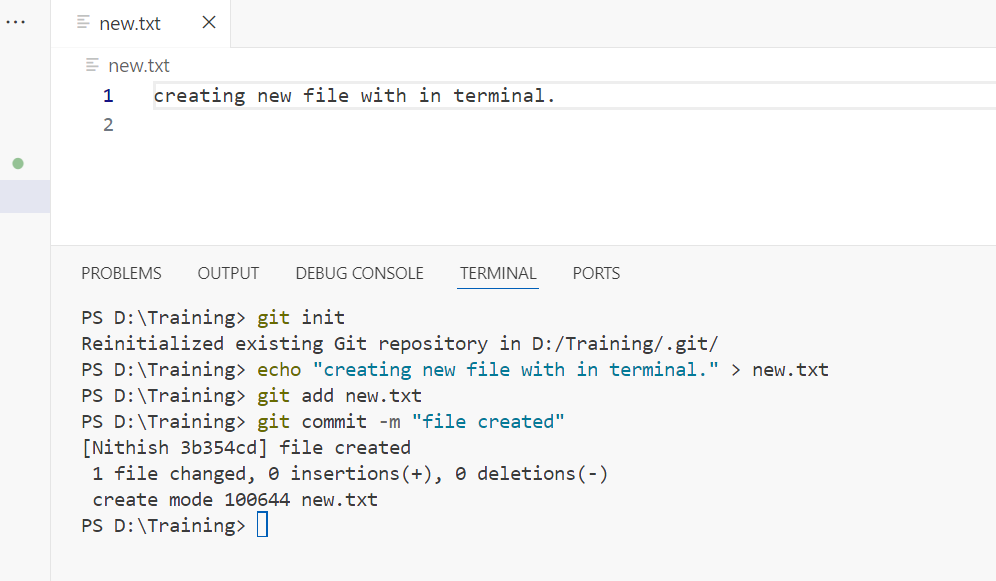 ...
new.txt
new.txt
1 creating new file with in terminal.
2
PROBLEMS OUTPUT DEBUG CONSOLE TERMINAL PORTS
PS D:\Training> git init
Reinitialized existing Git repository in D:/Training/.git/
PS D:\Training> echo "creating new file with in terminal." > new.txt
PS D:\Training> git add new.txt
PS D:\Training> git commit -m "file created"
[Nithish 3b354cd] file created
 1 file changed, 0 insertions(+), 0 deletions(-)
 create mode 100644 new.txt
PS D:\Training>